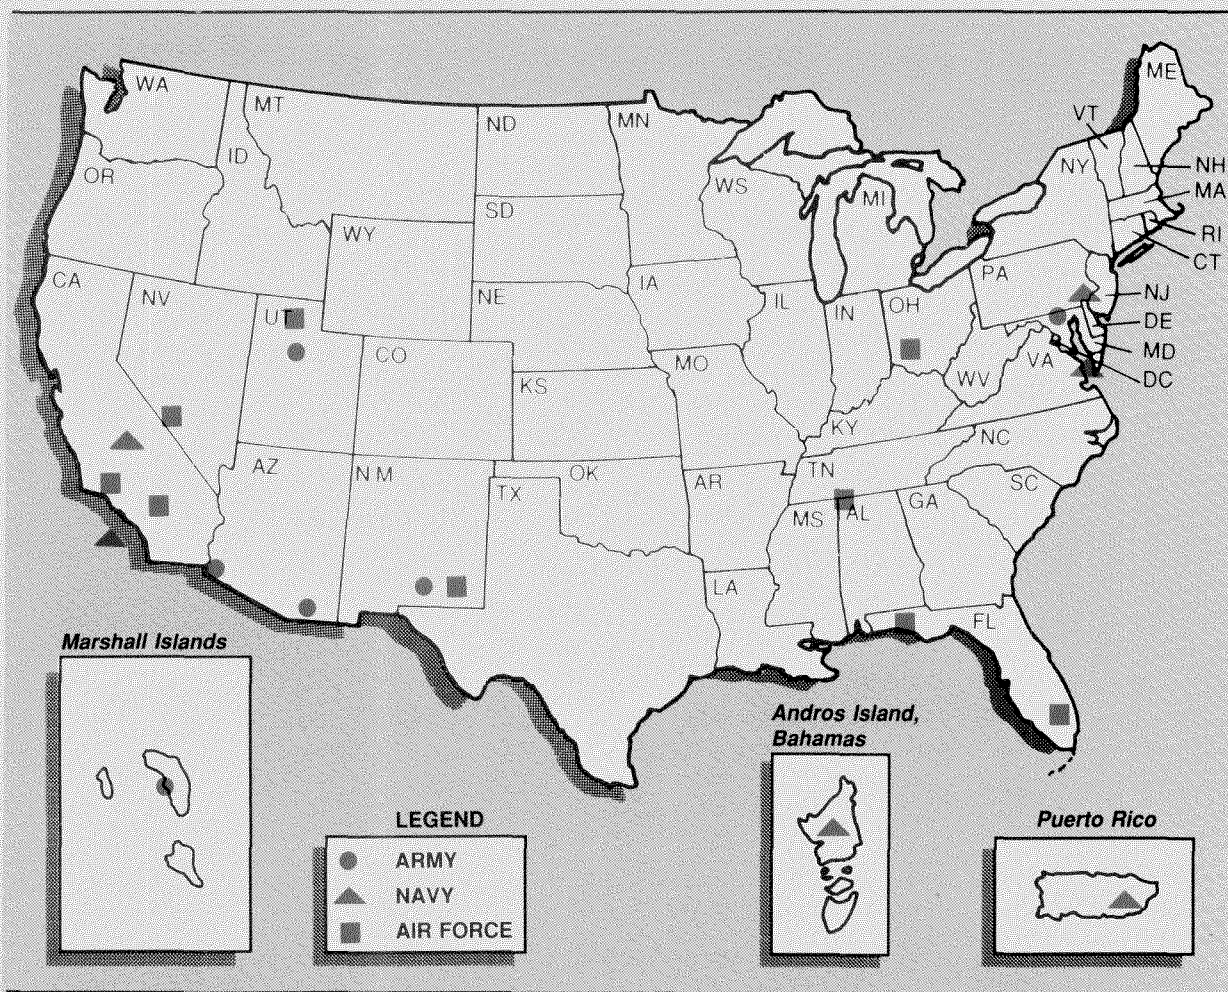 WA
MT
ND
MN
ME
VT
ID
OR
SD
WS
MI
NY
NH
MA
RI
CT
WY
CA
NV
NE
IA
PA
NJ
UT
IL
IN
OH
DE
CO
MO
VA
MD
KS
WV
DC
KY
NC
AZ
NM
OK
TN
TX
AR
SC
MS
AL
GA
LA
FL
Marshall Islands
Andros Island,
Bahamas
Puerto Rico
LEGEND
ARMY
NAVY
AIR FORCE